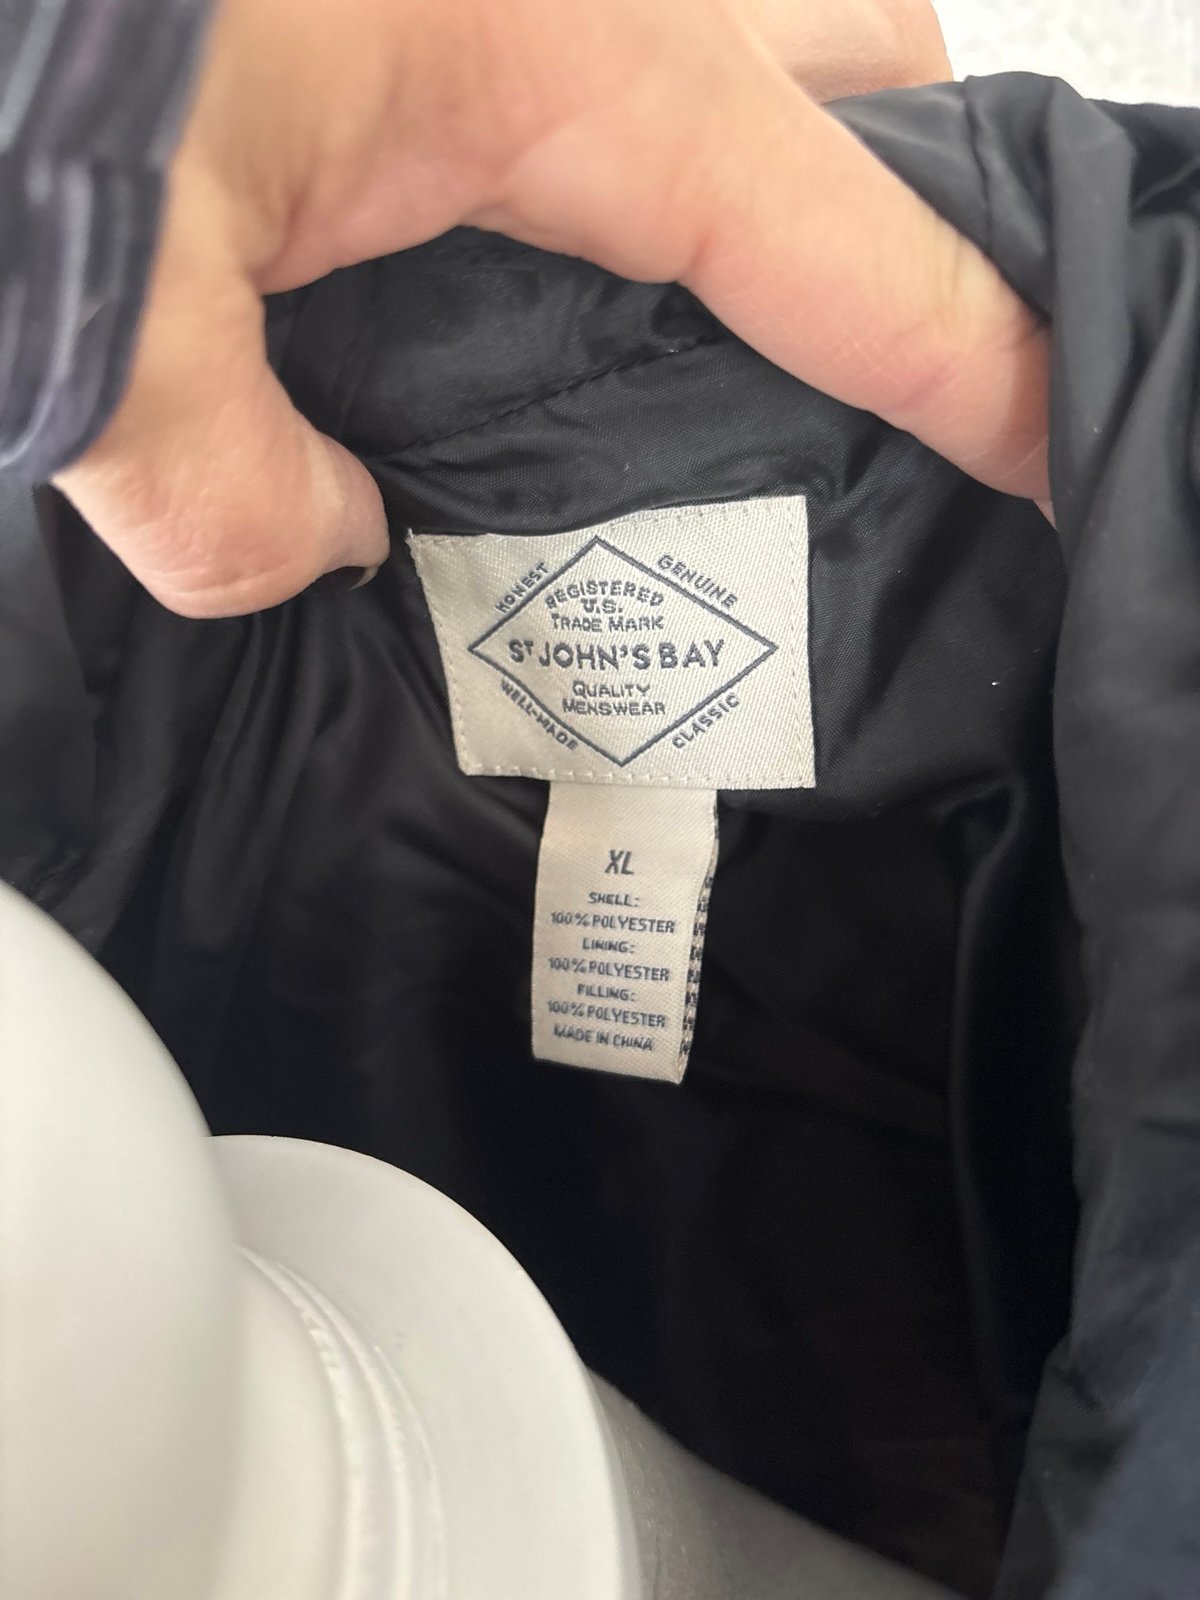 HONEST
GENUINE
REGISTERED
U.S.
TRADE MARK
ST JOHN'S BAY
QUALITY
MENSWEAR
WELL-MADE
CLASSIC
XL
SHELL:
100% POLYESTER
LINING:
100% POLYESTER
FILLING:
100% POLYESTER
MADE IN CHINA